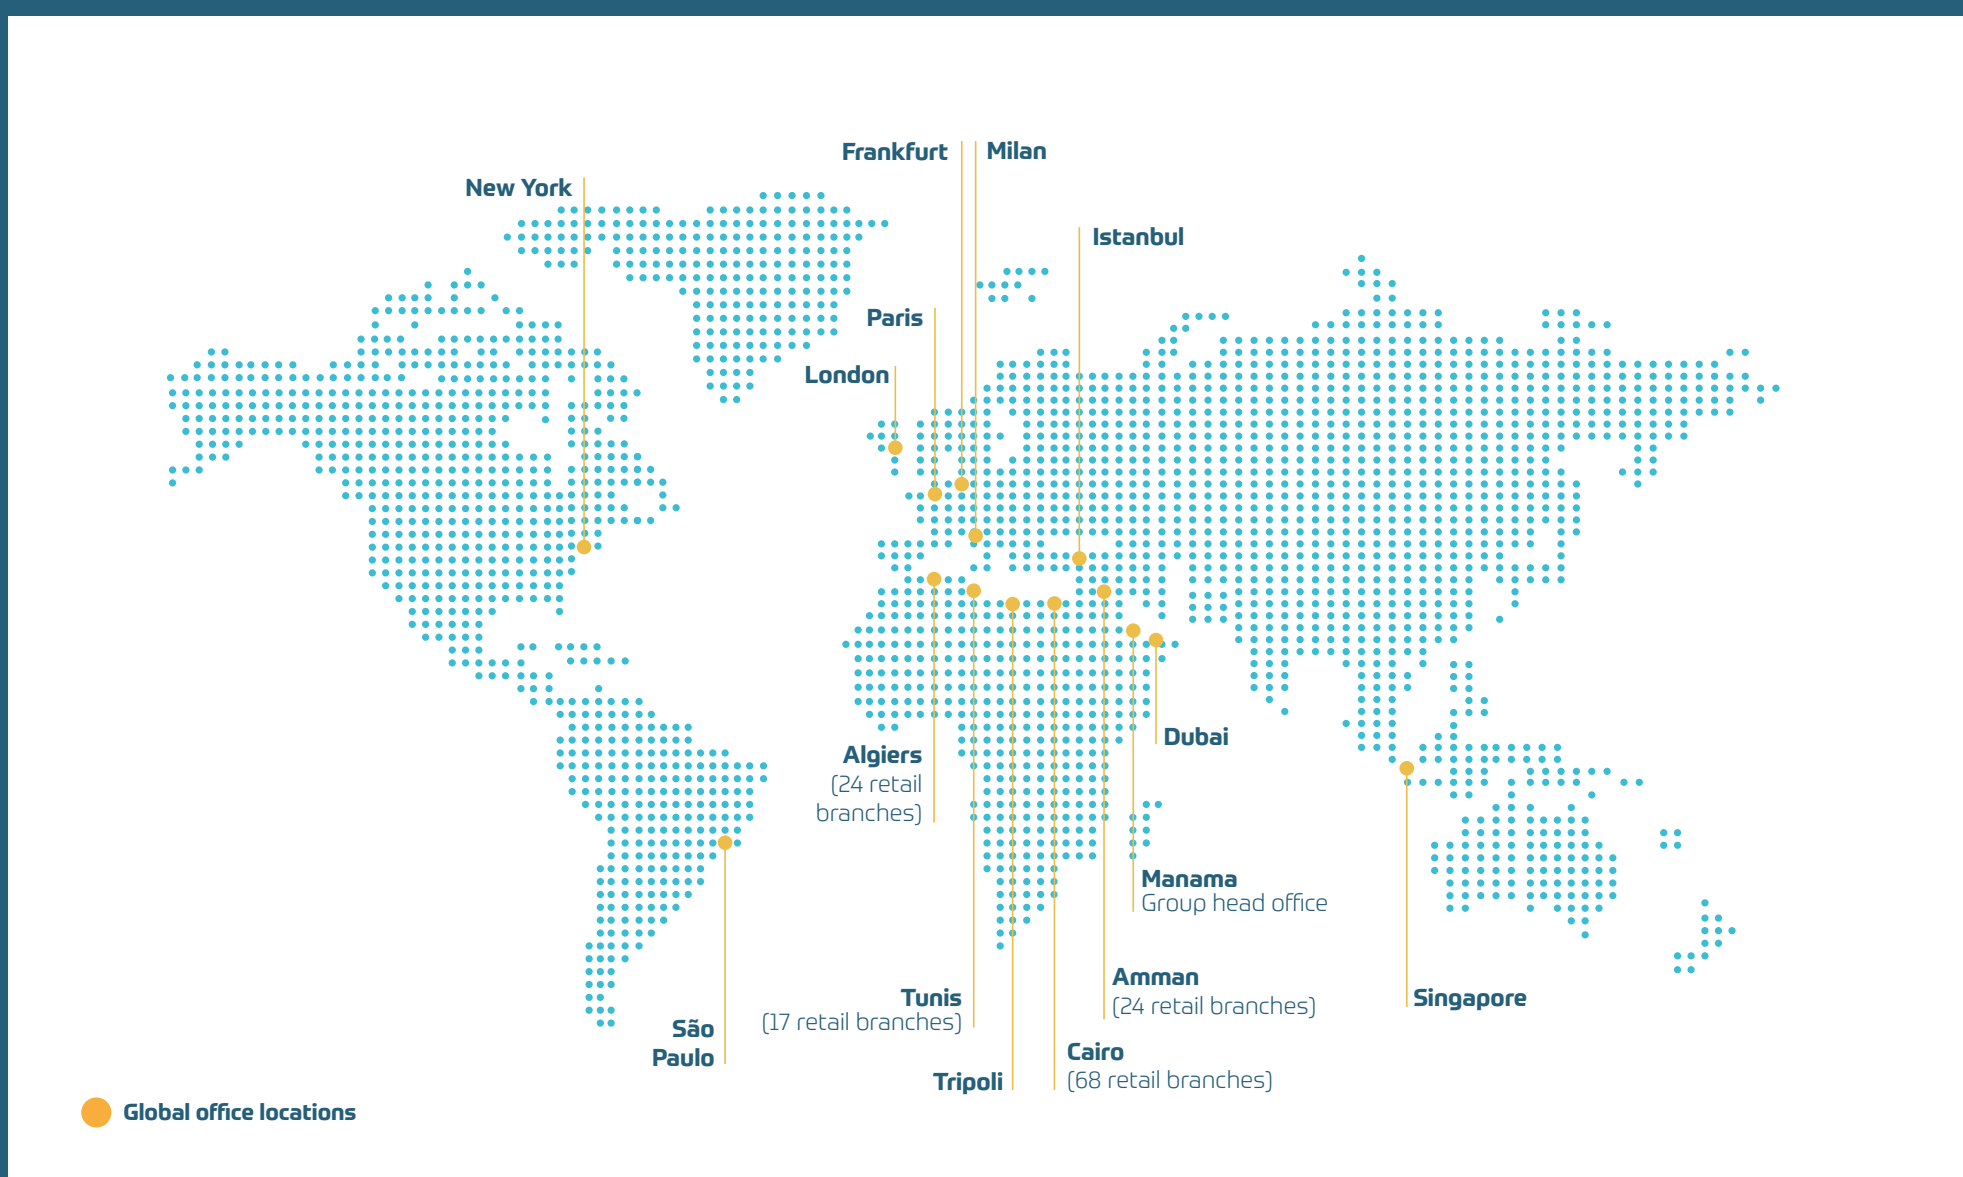 Frankfurt
Milan
New York
Istanbul
Paris
London
Dubai
Algiers
(24 retail
branches)
Manama
Group head office
Amman
(24 retail branches)
Tunis
(17 retail branches)
Singapore
São
Paulo
Cairo
(68 retail branches)
Tripoli
Global office locations